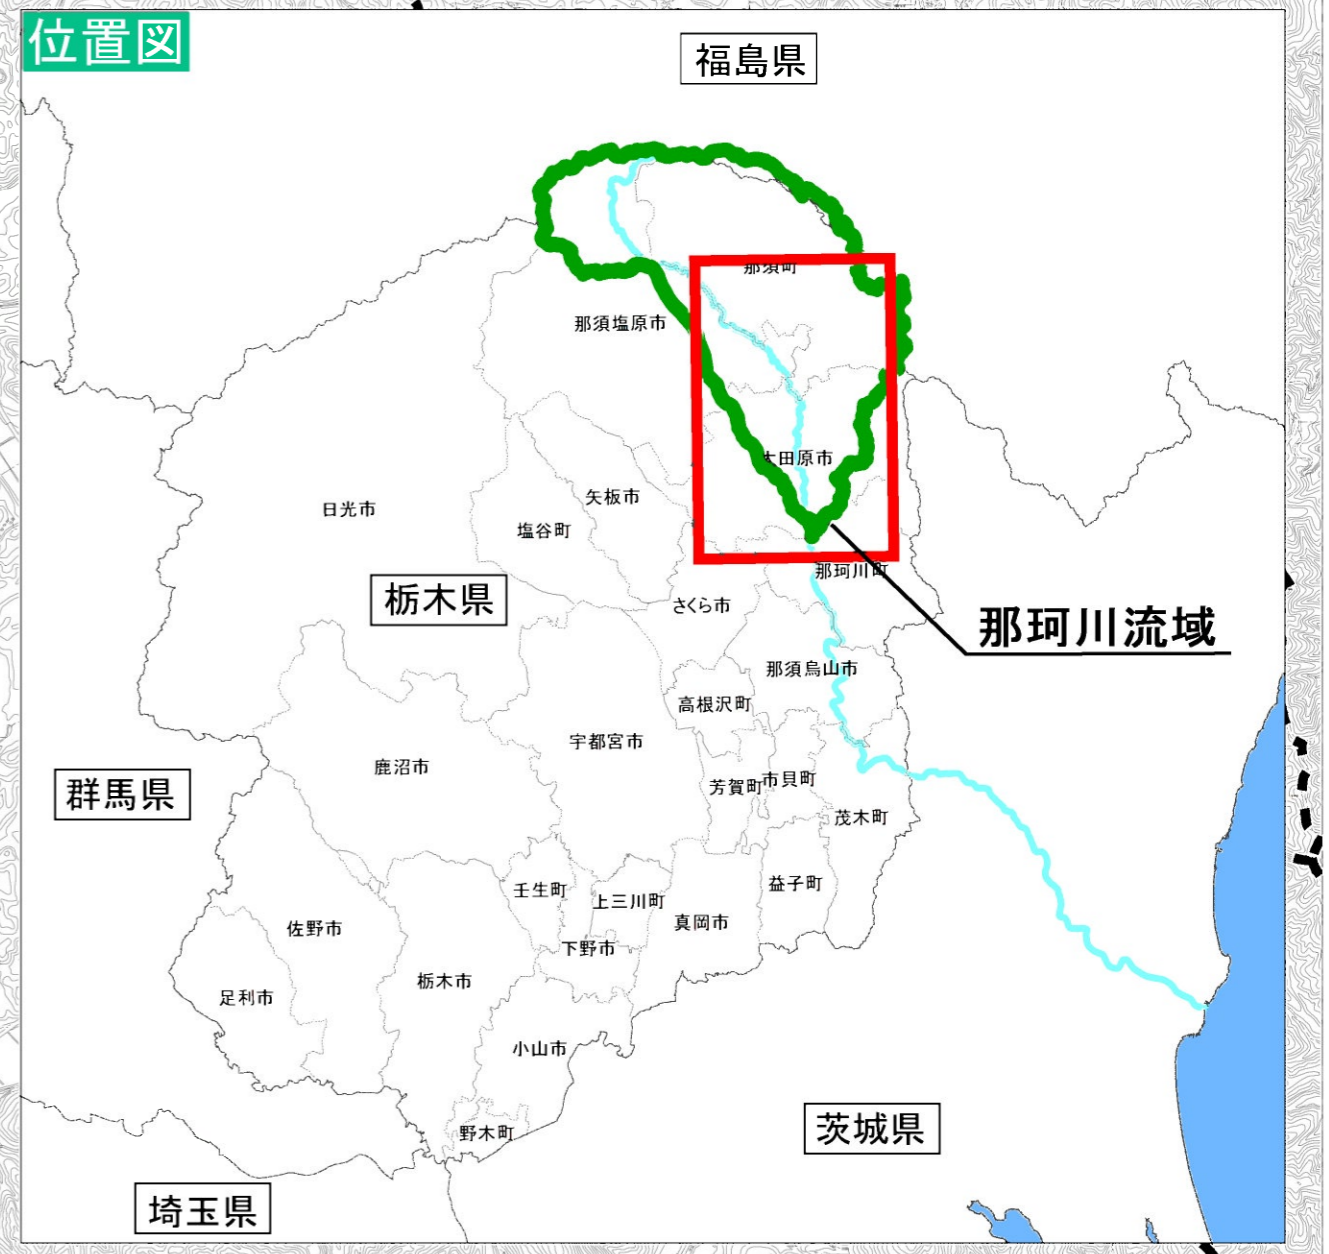 位置図
福島県
那須町
那須塩原市
大田原市
矢板市
日光市
塩谷町
那珂川町
栃木県
さくら市
那珂川流域
那須烏山市
高根沢町
宇都宮市
鹿沼市
市貝町
芳賀町
群馬県
茂木町
益子町
壬生町
上三川町
真岡市
佐野市
下野市
栃木市
足利市
小山市
茨城県
野木町
埼玉県